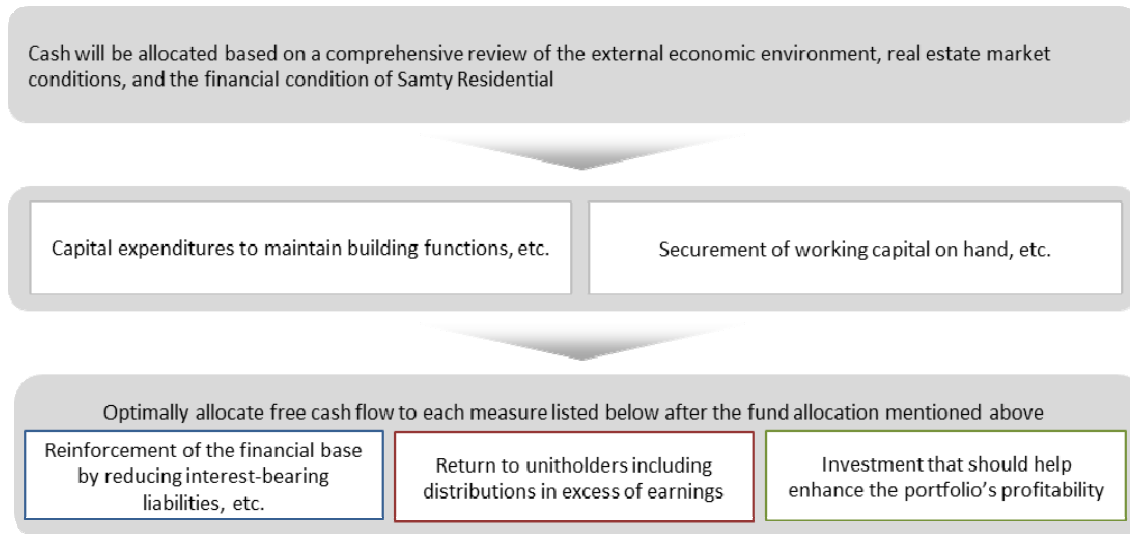 Cash will be allocated based on a comprehensive review of the external economic environment, real estate market
conditions, and the financial condition of Samty Residential
Capital expenditures to maintain building functions, etc.
Securement of working capital on hand, etc.
Optimally allocate free cash flow to each measure listed below after the fund allocation mentioned above
Reinforcement of the financial base
by reducing interest-bearing
liabilities, etc.
Return to unitholders including
distributions in excess of earnings
Investment that should help
enhance the portfolio's profitability